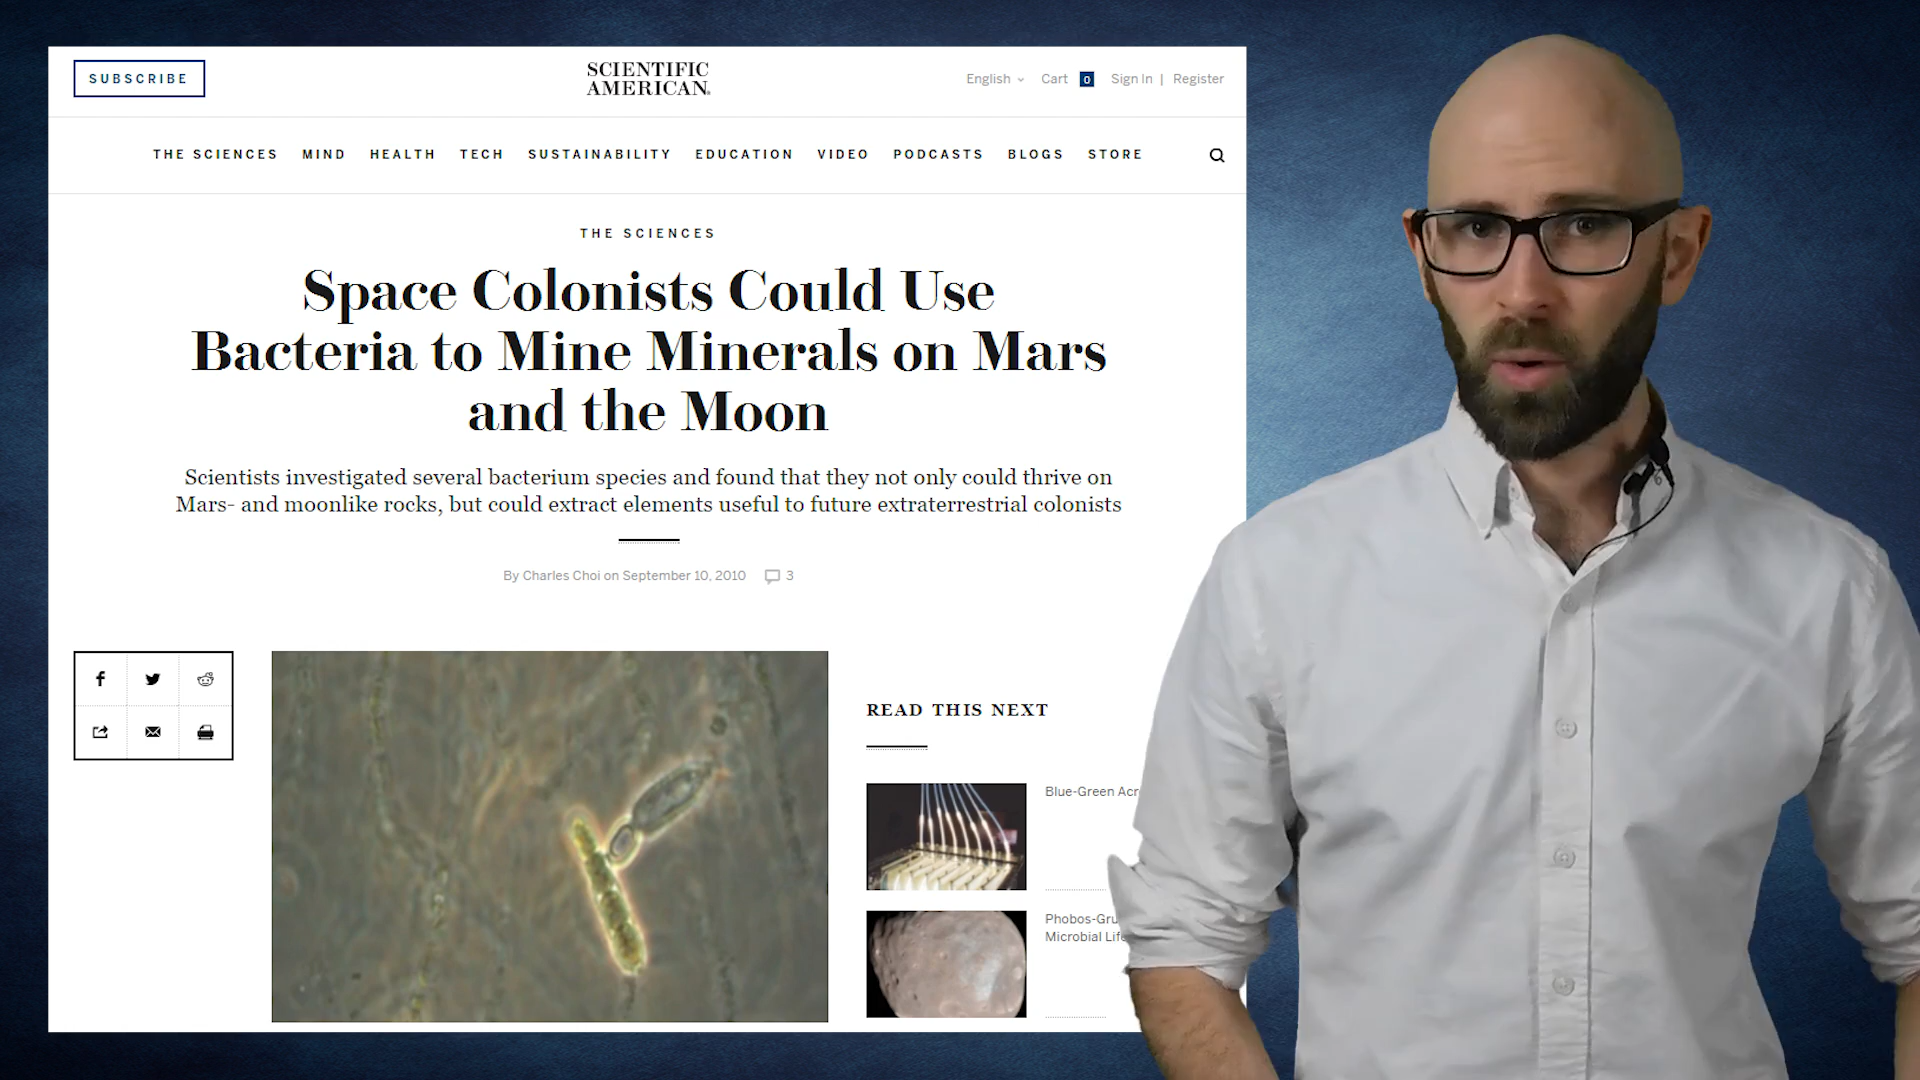 SUBSCRIBE
SCIENTIFIC
AMERICAN
English
Cart 0
Sign In | Register
THE SCIENCES MIND HEALTH TECH SUSTAINABILITY EDUCATION VIDEO PODCASTS BLOGS STORE
THE SCIENCES
Space Colonists Could Use
Bacteria to Mine Minerals on Mars
and the Moon
Scientists investigated several bacterium species and found that they not only could thrive on
Mars- and moonlike rocks, but could extract elements useful to future extraterrestrial colonists
By Charles Choi on September 10, 2010 3
READ THIS NEXT
Blue-Green
Microbial